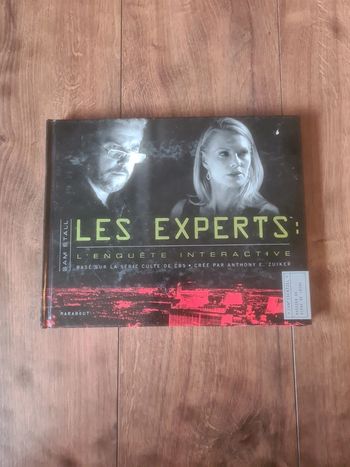 SAM STALL
LES EXPERTS:
L'ENQUÊTE INTERACTIVE
BASÉ SUR LA SÉRIE CULTE DE CBS • CRÉÉ PAR ANTHONY E. ZUIKER
MARABOUT